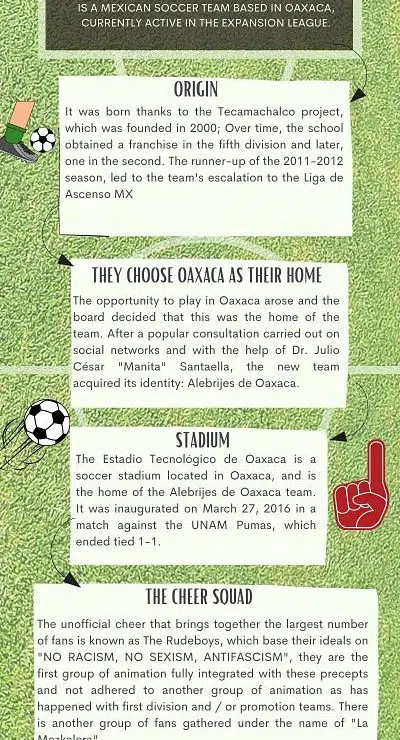 IS A MEXICAN SOCCER TEAM BASED IN OAXACA,
CURRENTLY ACTIVE IN THE EXPANSION LEAGUE.
ORIGIN
It was born thanks to the Tecamachalco project,
which was founded in 2000; Over time, the school
obtained a franchise in the fifth division and later,
one in the second. The runner-up of the 2011-2012
season, led to the team's escalation to the Liga de
Ascenso MX
THEY CHOOSE OAXACA AS THEIR HOME
The opportunity to play in Oaxaca arose and the
board decided that this was the home of the
team. After a popular consultation carried out on
social networks and with the help of Dr. Julio
César "Manita" Santaella, the new team
acquired its identity: Alebrijes de Oaxaca.
STADIUM
The Estadio Tecnológico de Oaxaca is a
soccer stadium located in Oaxaca, and is
the home of the Alebrijes de Oaxaca team.
It was inaugurated on March 27, 2016 in a
match against the UNAM Pumas, which
ended tied 1-1.
THE CHEER SQUAD
The unofficial cheer that brings together the largest number
of fans is known as The Rudeboys, which base their ideals on
"NO RACISM, NO SEXISM, ANTIFASCISM", they are the
first group of animation fully integrated with these precepts
and not adhered to another group of animation as has
happened with first division and / or promotion teams. There
is another group of fans gathered under the name of "La
Mezkalera"